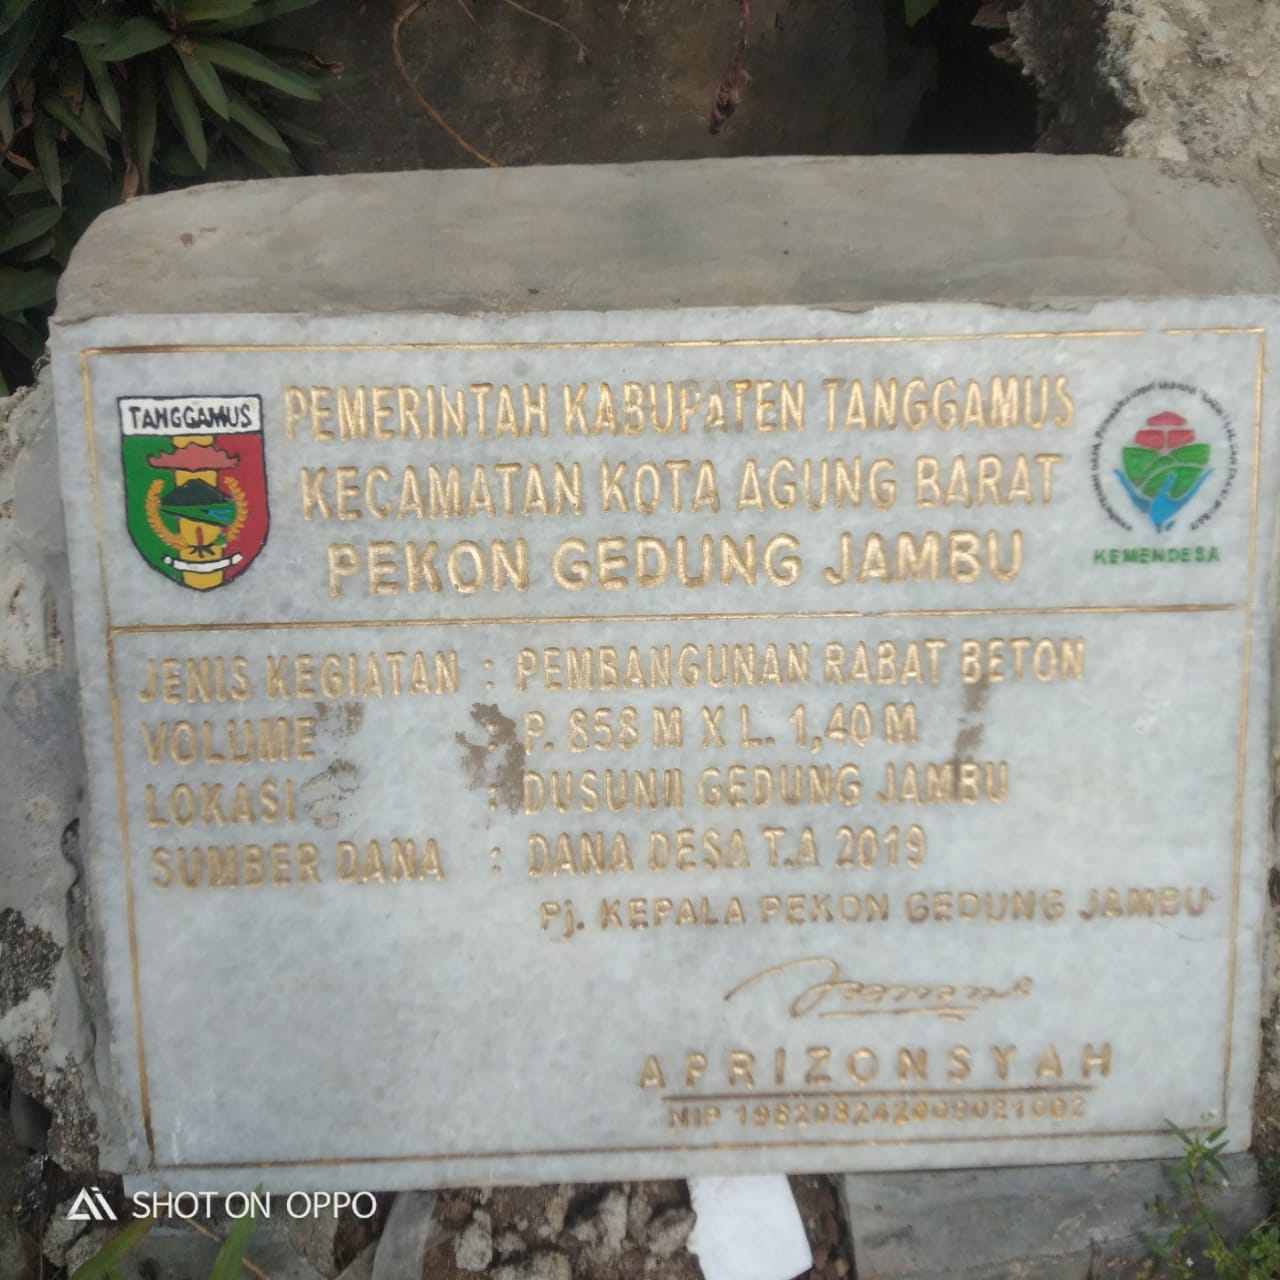 TANGGAMUS
PEMERINTAH KABUPATEN TANGGAMUS
KECAMATAN KOTA AGUNG BARAT
PEKON GEDUNG JAMBU
KEMENDESA
JENIS KEGIATAN : PEMBANGUNAN RABAT BETON
VOLUME : P. 858 M X L. 1,40 M
LOKASI : DUSUN II GEDUNG JAMBU
SUMBER DANA : DANA DESA T.A 2019
Pj. KEPALA PEKON GEDUNG JAMBU
APRIZONSYAH
NIP
SHOT ON OPPO